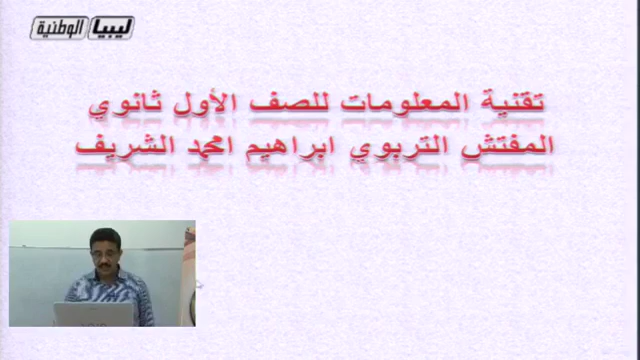 ليبيا الوطنية
تقنية المعلومات للصف الأول ثانوي
المفتش التربوي ابراهيم امحمد الشريف